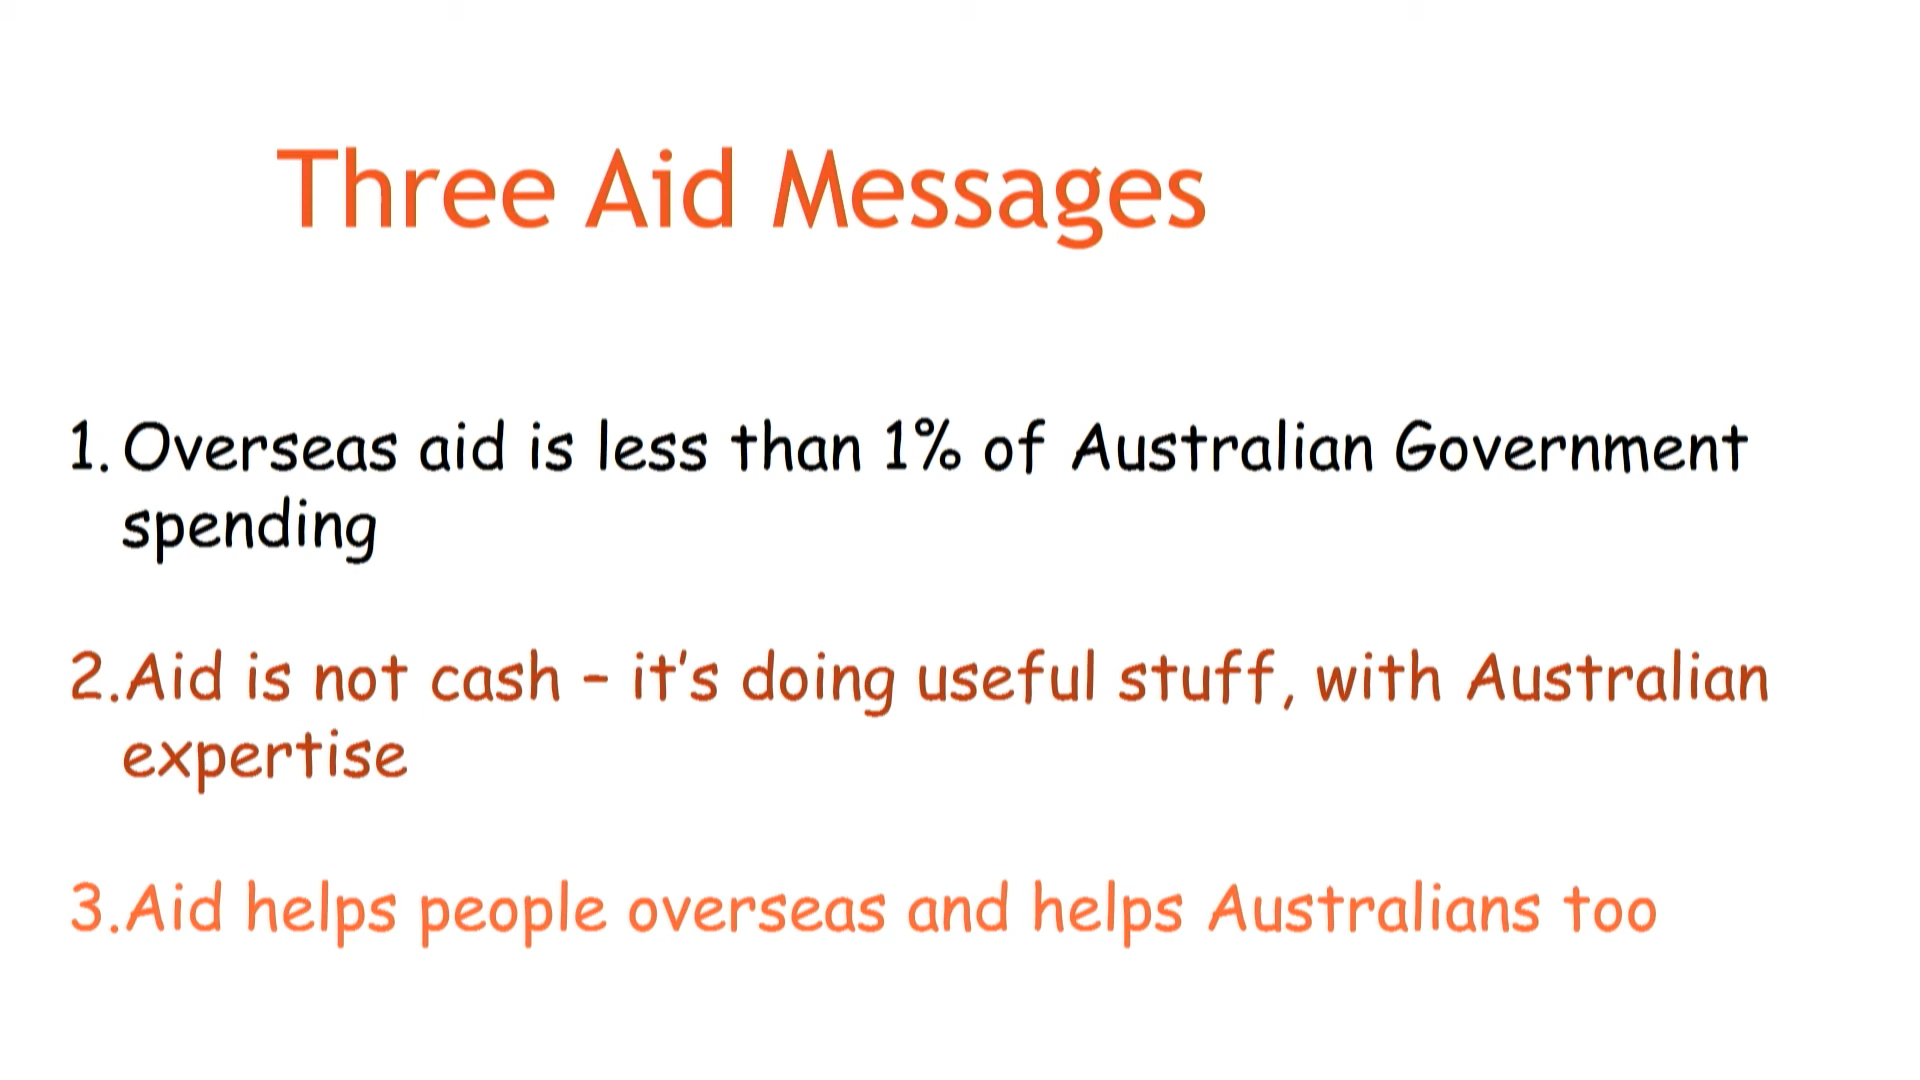 Three Aid Messages
1. Overseas aid is less than 1% of Australian Government
spending
2. Aid is not cash – it's doing useful stuff, with Australian
expertise
3. Aid helps people overseas and helps Australians too